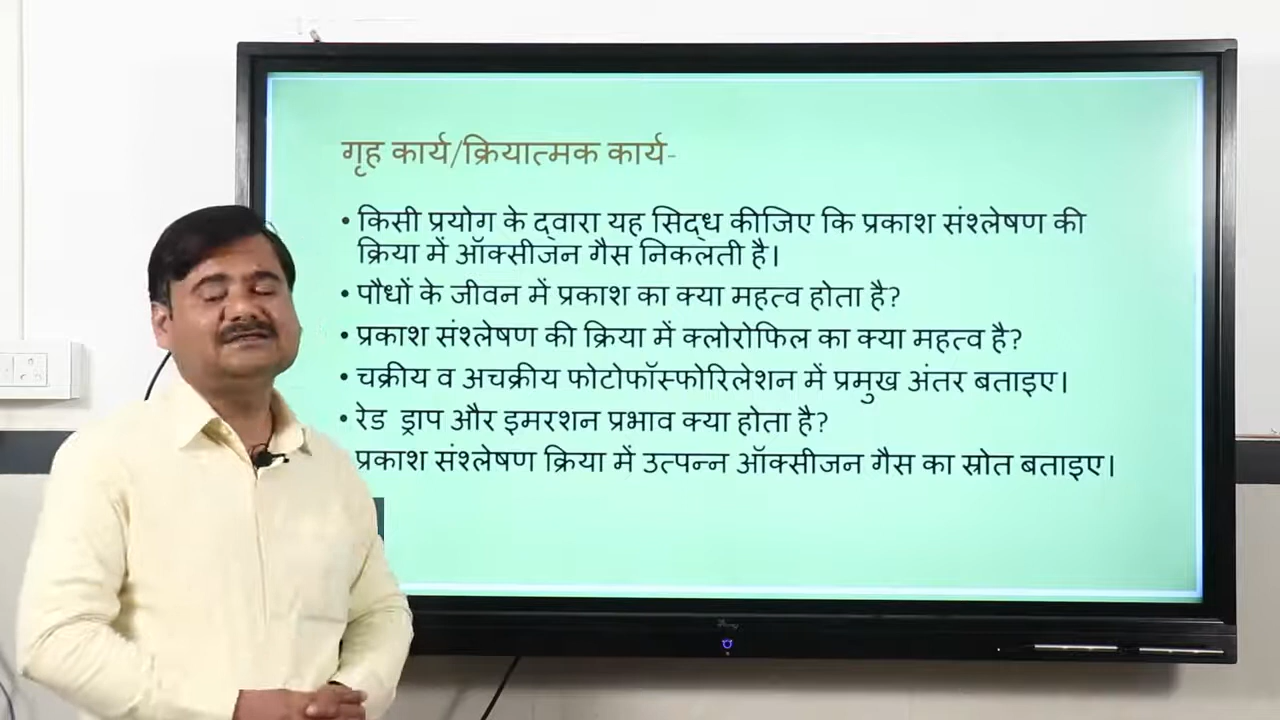 गृह कार्य/क्रियात्मक कार्य-
• किसी प्रयोग के द्वारा यह सिद्ध कीजिए कि प्रकाश संश्लेषण की
क्रिया में ऑक्सीजन गैस निकलती है।
• पौधों के जीवन में प्रकाश का क्या महत्व होता है?
• प्रकाश संश्लेषण की क्रिया में क्लोरोफिल का क्या महत्व है?
• चक्रीय व अचक्रीय फोटोफॉस्फोरिलेशन में प्रमुख अंतर बताइए।
• रेड ड्राप और इमरशन प्रभाव क्या होता है?
प्रकाश संश्लेषण क्रिया में उत्पन्न ऑक्सीजन गैस का स्रोत बताइए।